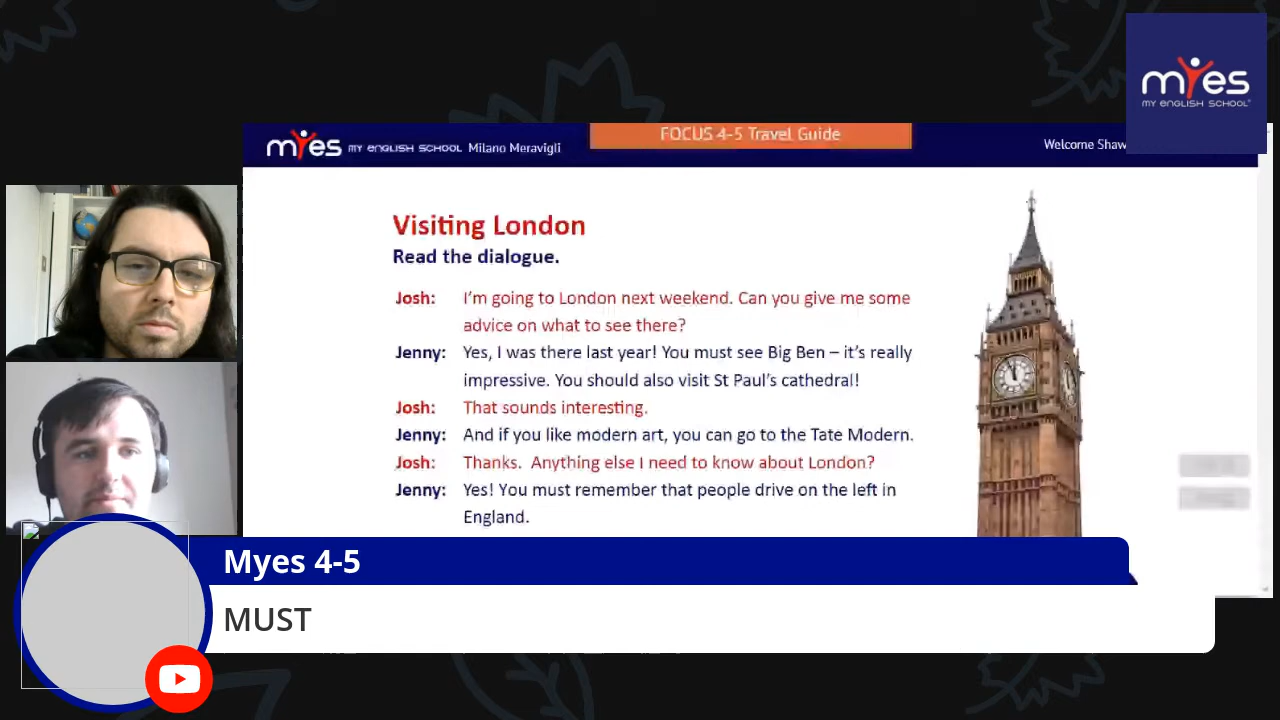 myes
MY ENGLISH SCHOOL
myes MY ENGLISH SCHOOL Milano Meravigli
FOCUS 4-5 Travel Guide
Welcome Shaw
Visiting London
Read the dialogue.
Josh: I'm going to London next weekend. Can you give me some
advice on what to see there?
Jenny: Yes, I was there last year! You must see Big Ben – it's really
impressive. You should also visit St Paul's cathedral!
Josh: That sounds interesting.
Jenny: And if you like modern art, you can go to the Tate Modern.
Josh: Thanks. Anything else I need to know about London?
Jenny: Yes! You must remember that people drive on the left in
England.
Myes 4-5
MUST